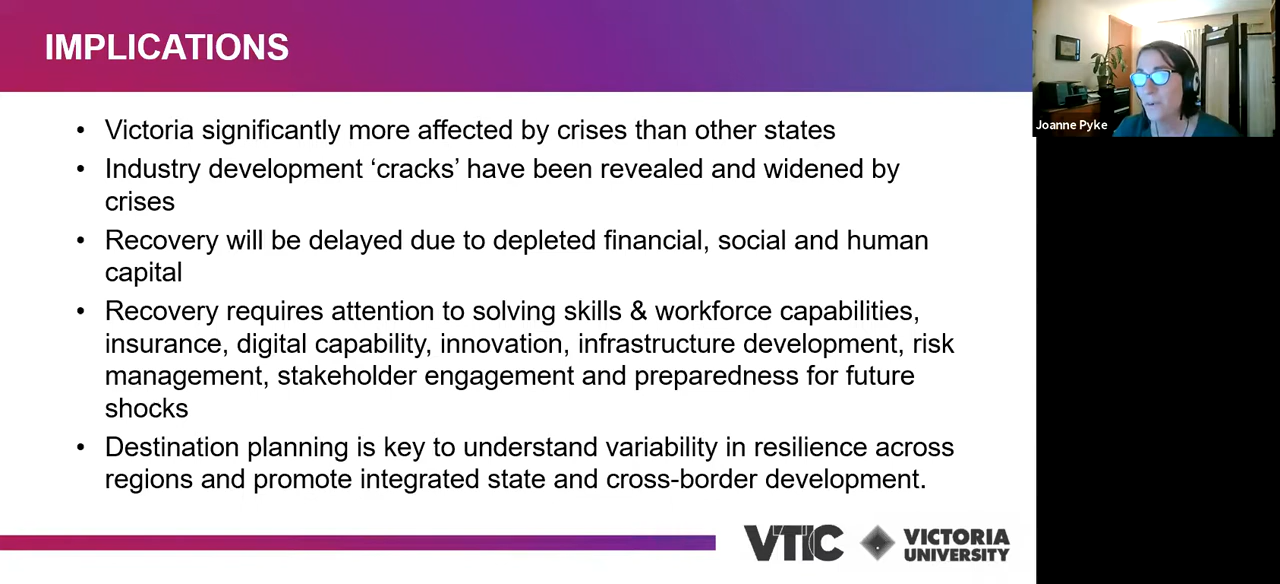 IMPLICATIONS
• Victoria significantly more affected by crises than other states
• Industry development ‘cracks’ have been revealed and widened by
crises
• Recovery will be delayed due to depleted financial, social and human
capital
• Recovery requires attention to solving skills & workforce capabilities,
insurance, digital capability, innovation, infrastructure development, risk
management, stakeholder engagement and preparedness for future
shocks
• Destination planning is key to understand variability in resilience across
regions and promote integrated state and cross-border development.
VTIC
VICTORIA
UNIVERSITY
Joanne Pyke